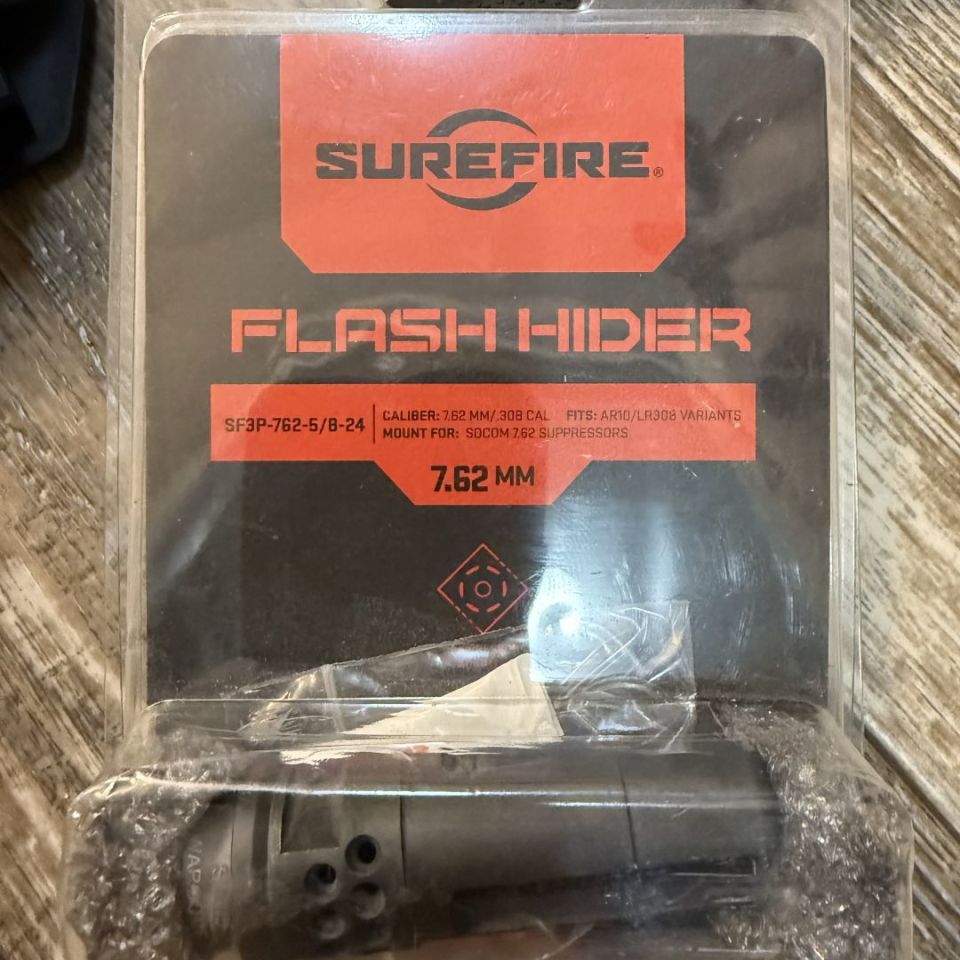 SUREFIRE®
FLASH HIDER
SF3P-762-5/8-24
CALIBER: 7.62 MM/.308 CAL FITS: AR10/LR308 VARIANTS
MOUNT FOR: SOCOM 7.62 SUPPRESSORS
7.62 MM